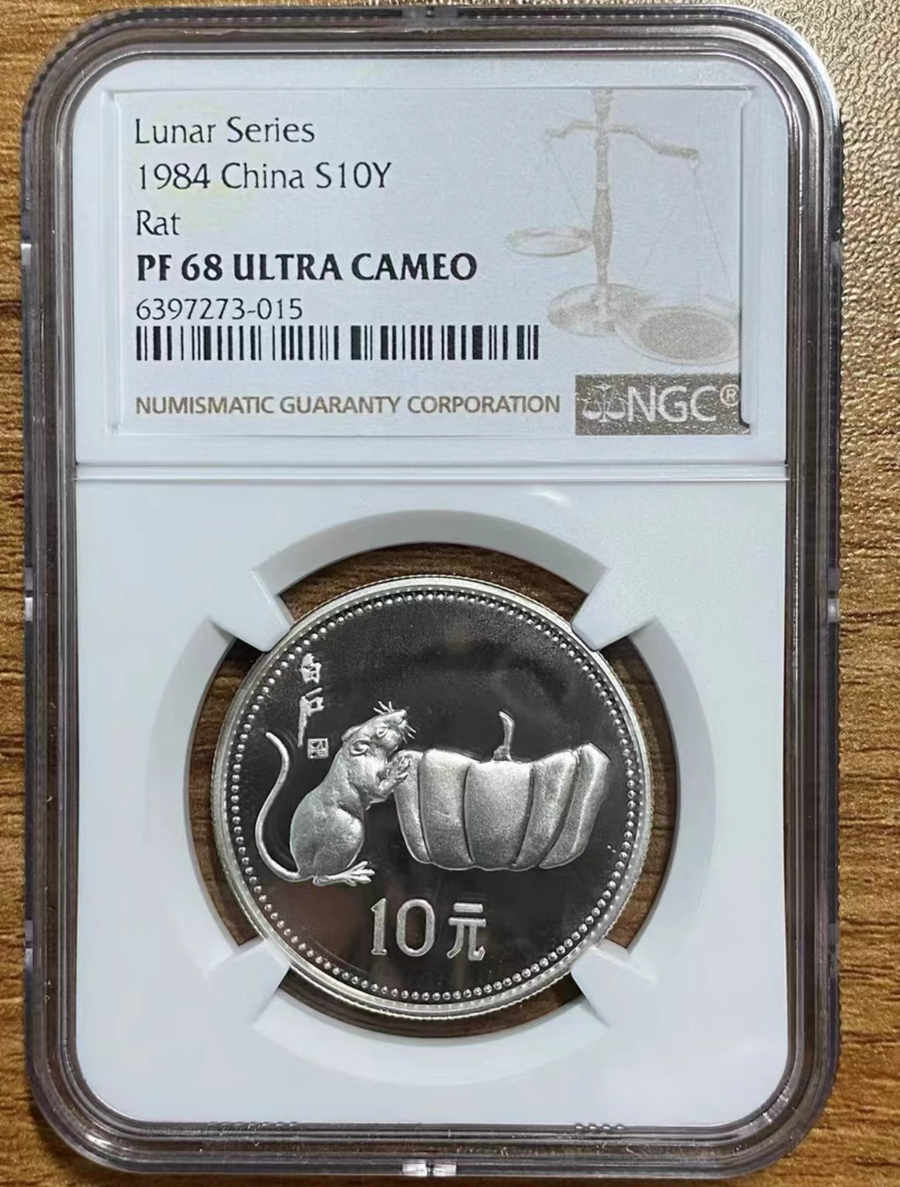 Lunar Series
1984 China S10Y
Rat
PF 68 ULTRA CAMEO
6397273-015
NUMISMATIC GUARANTY CORPORATION
NGC®
白石
10元